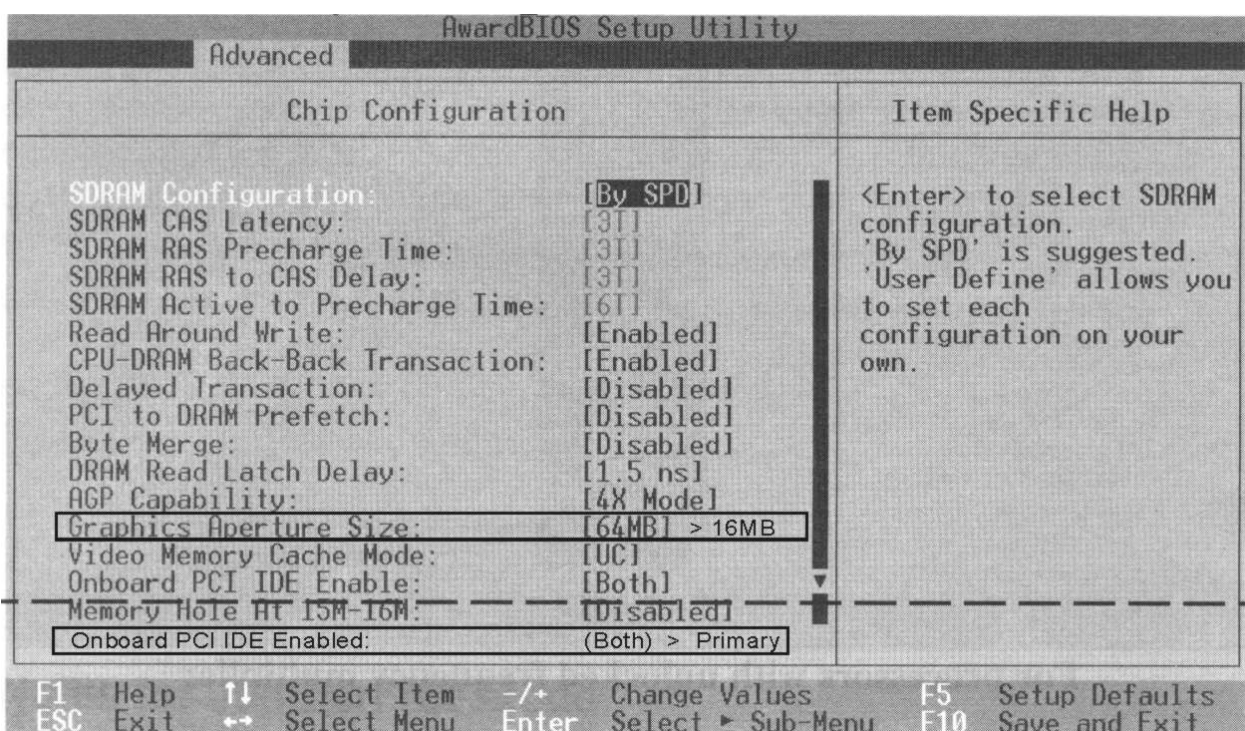 AwardBIOS Setup Utility
Advanced
Chip Configuration
Item Specific Help
SDRAM Configuration: [By SPD]
SDRAM CAS Latency: [3T]
SDRAM RAS Precharge Time: [3T]
SDRAM RAS to CAS Delay: [3T]
SDRAM Active to Precharge Time: [6T]
Read Around Write: [Enabled]
CPU-DRAM Back-Back Transaction: [Enabled]
Delayed Transaction: [Disabled]
PCI to DRAM Prefetch: [Disabled]
Byte Merge: [Disabled]
DRAM Read Latch Delay: [1.5 ns]
AGP Capability: [4X Mode]
Graphics Aperture Size: [64MB] > 16MB
Video Memory Cache Mode: [UC]
Onboard PCI IDE Enable: [Both]
Memory Hole At 15M-16M: [Disabled]
Onboard PCI IDE Enabled: (Both) > Primary
<Enter> to select SDRAM
configuration.
'By SPD' is suggested.
'User Define' allows you
to set each
configuration on your
own.
F1 Help ↑↓ Select Item -/+ Change Values F5 Setup Defaults
ESC Exit ←→ Select Menu Enter Select ► Sub-Menu F10 Save and Exit